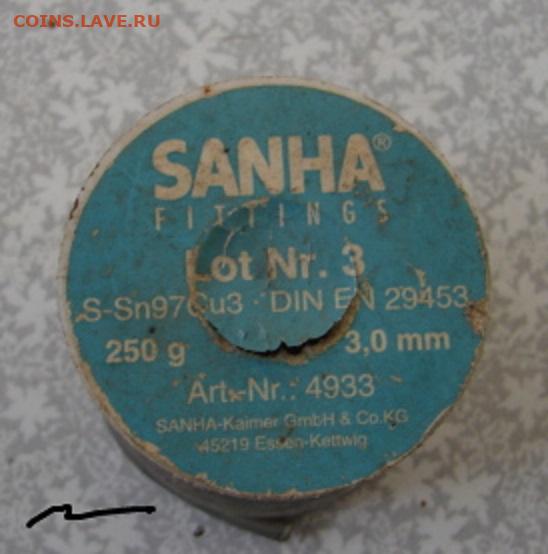 COINS.LAVE.RU
SANHA®
FITTINGS
Lot Nr. 3
S-Sn97Cu3 · DIN EN 29453
250 g 3,0 mm
Art.-Nr.: 4933
SANHA-Kaimer GmbH & Co.KG
45219 Essen-Kettwig